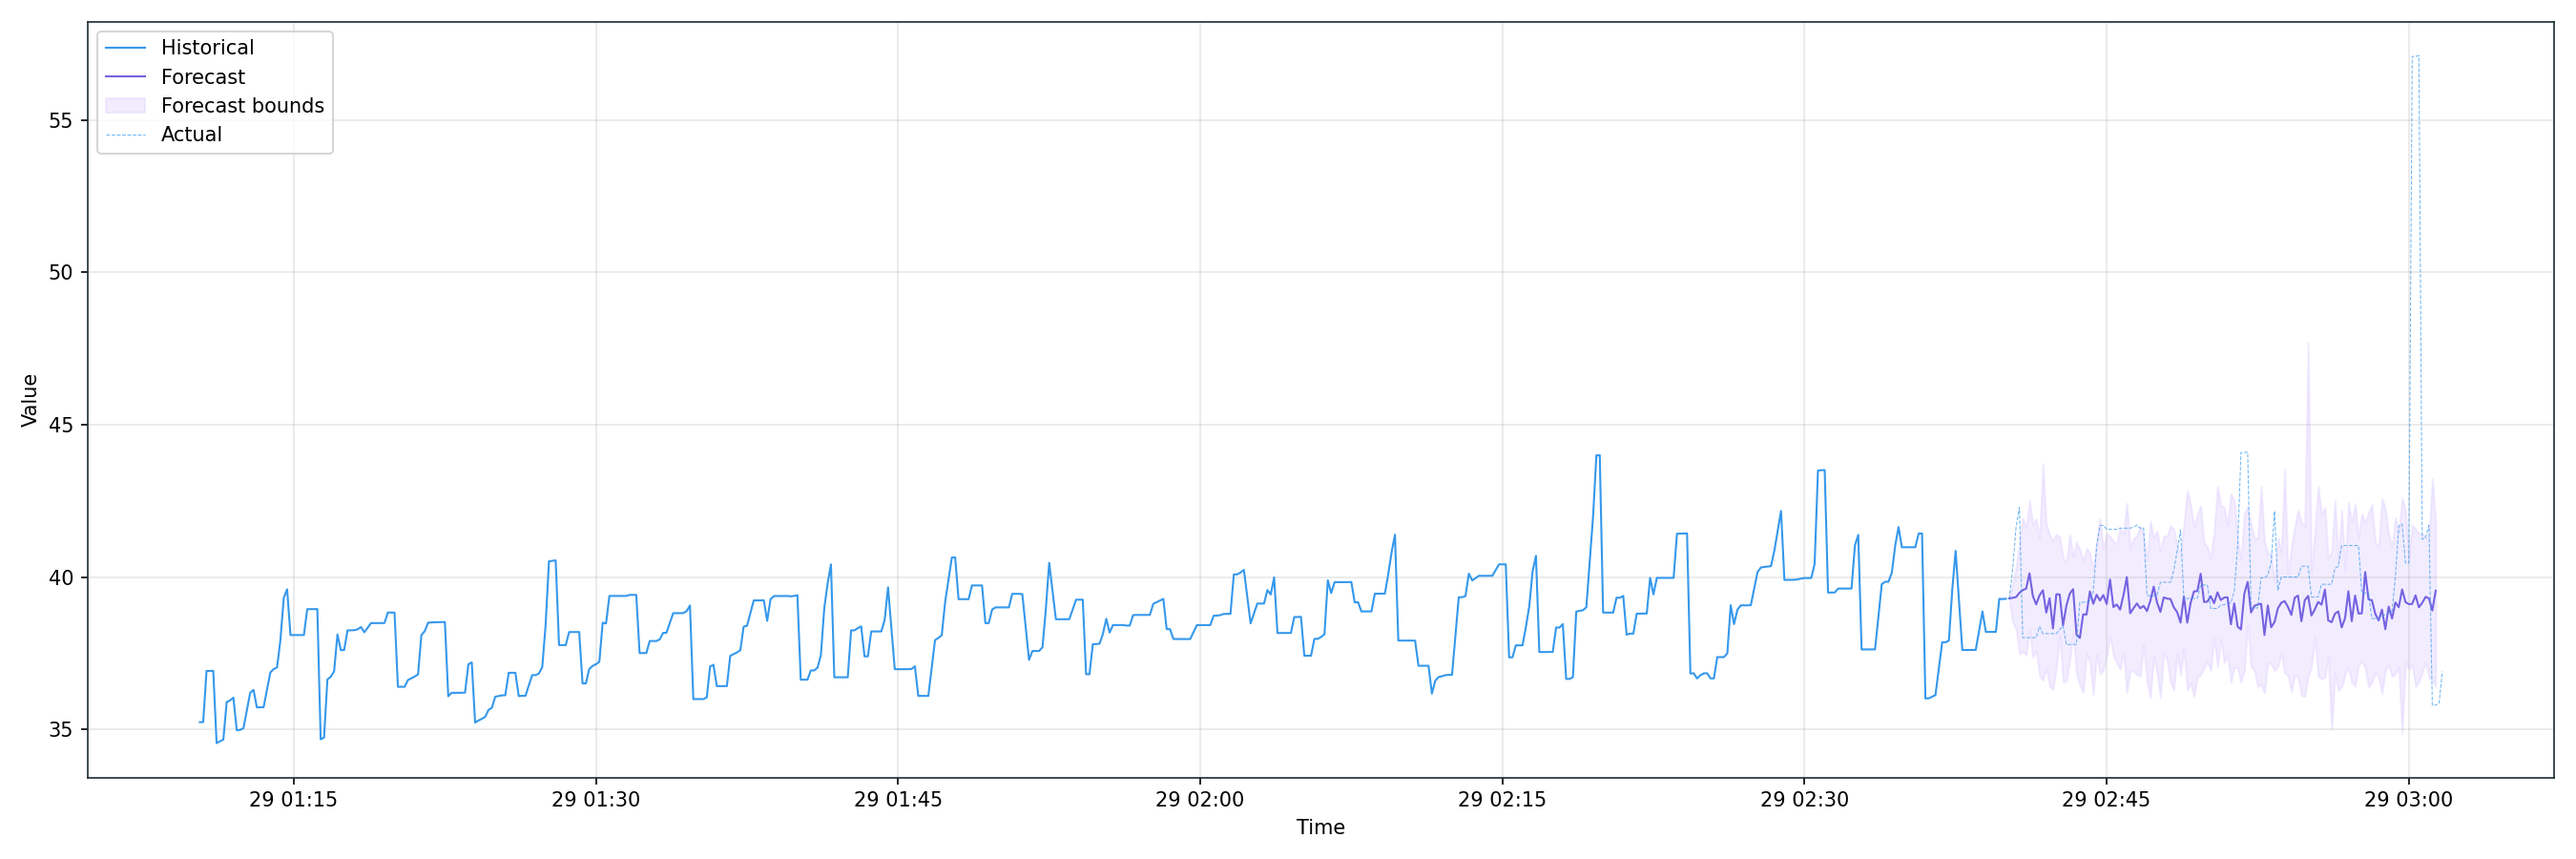 Historical
Forecast
Forecast bounds
Actual
55
50
45
40
35
Value
29 01:15
29 01:30
29 01:45
29 02:00
29 02:15
29 02:30
29 02:45
29 03:00
Time